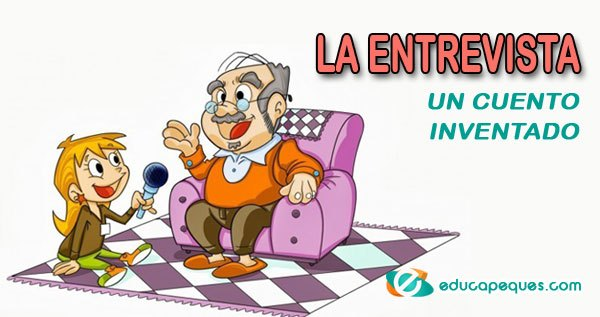 LA ENTREVISTA
UN CUENTO
INVENTADO
educapeques.com